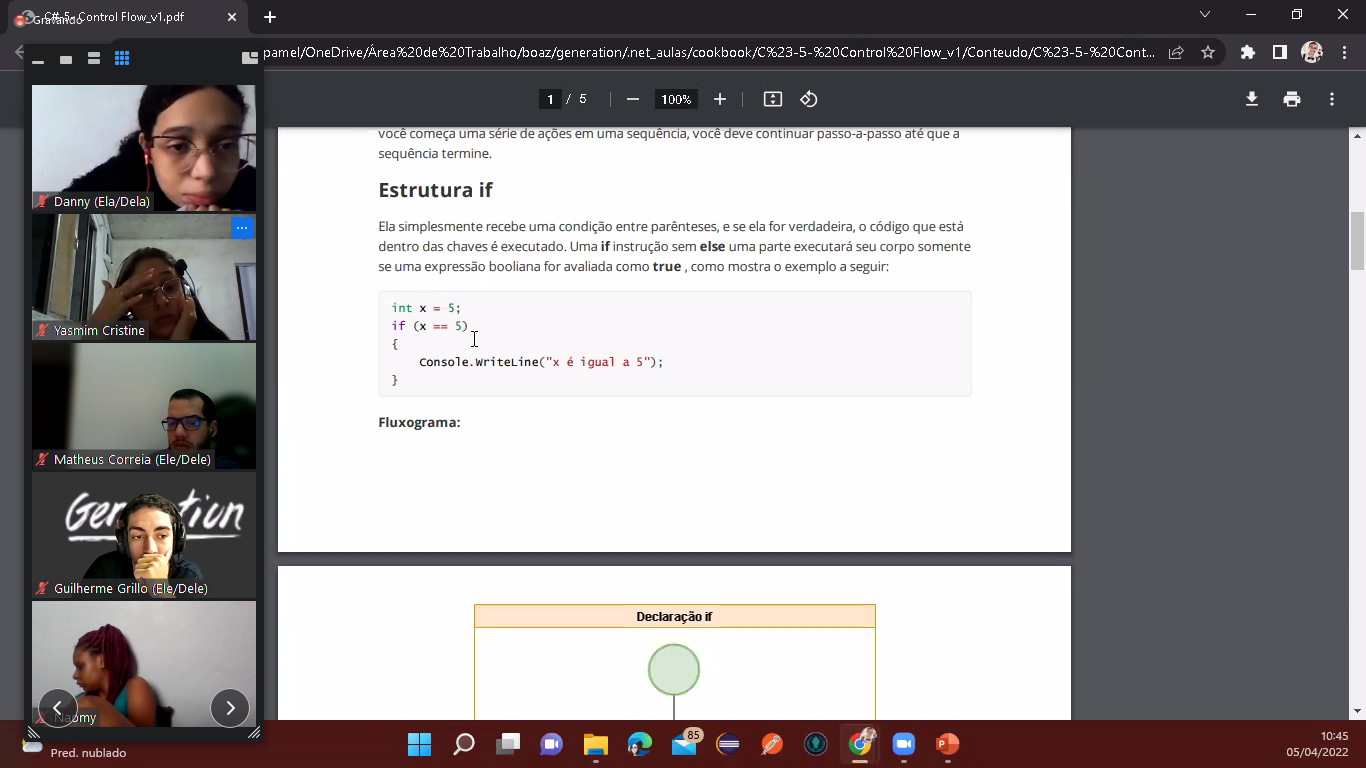 Gravando
C# 5- Control Flow_v1.pdf
pamel/OneDrive/Área%20de%20Trabalho/boaz/generation/.net_aulas/cookbook/C%23-5-%20Control%20Flow_v1/Conteudo/C%23-5-%20Cont...
1 / 5
100%
você começa uma série de ações em uma sequência, você deve continuar passo-a-passo até que a
sequência termine.
Estrutura if
Ela simplesmente recebe uma condição entre parênteses, e se ela for verdadeira, o código que está
dentro das chaves é executado. Uma if instrução sem else uma parte executará seu corpo somente
se uma expressão booliana for avaliada como true , como mostra o exemplo a seguir:
int x = 5;
if (x == 5)
{
Console.WriteLine("x é igual a 5");
}
Fluxograma:
Declaração if
Danny (Ela/Dela)
Yasmim Cristine
Matheus Correia (Ele/Dele)
Generation
Guilherme Grillo (Ele/Dele)
Naomy
Pred. nublado
85
10:45
05/04/2022